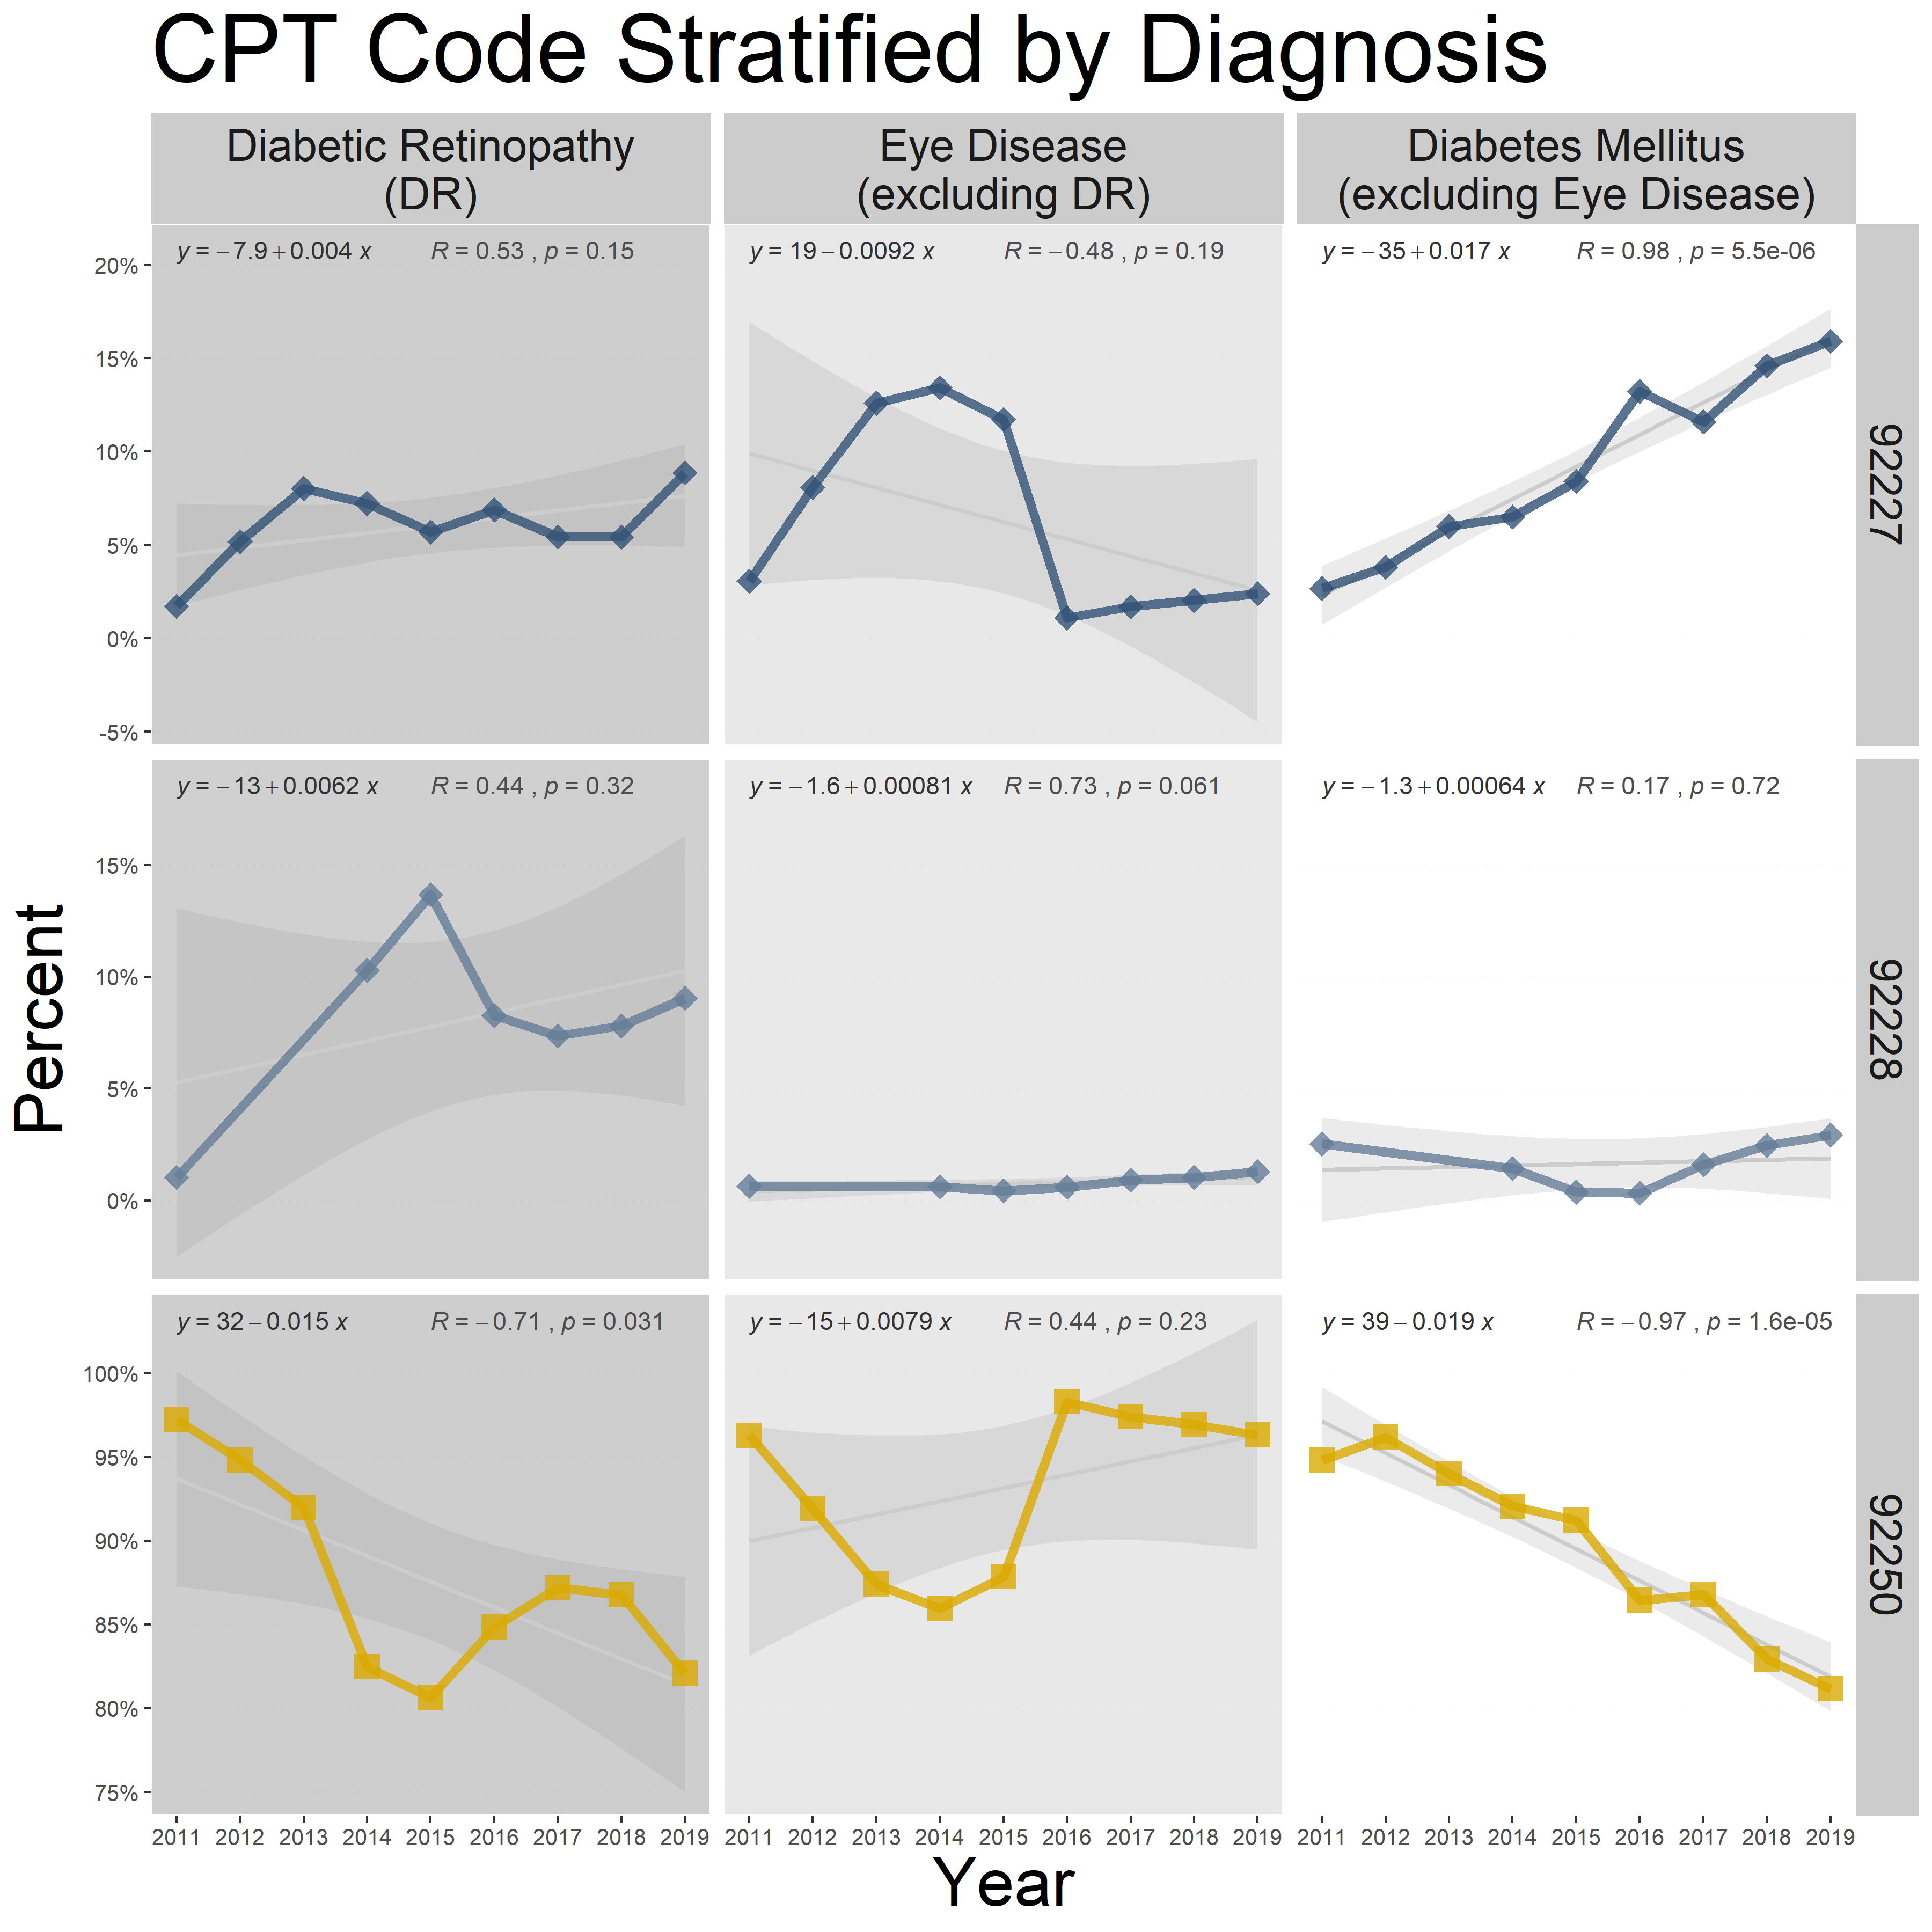 CPT Code Stratified by Diagnosis
Diabetic Retinopathy
(DR)
Eye Disease
(excluding DR)
Diabetes Mellitus
(excluding Eye Disease)
y = −7.9 + 0.004 x R = 0.53 , p = 0.15
y = 19 − 0.0092 x R = −0.48 , p = 0.19
y = −35 + 0.017 x R = 0.98 , p = 5.5e-06
20%
15%
10%
5%
0%
-5%
92227
y = −13 + 0.0062 x R = 0.44 , p = 0.32
y = −1.6 + 0.00081 x R = 0.73 , p = 0.061
y = −1.3 + 0.00064 x R = 0.17 , p = 0.72
15%
10%
5%
0%
92228
Percent
y = 32 − 0.015 x R = −0.71 , p = 0.031
y = −15 + 0.0079 x R = 0.44 , p = 0.23
y = 39 − 0.019 x R = −0.97 , p = 1.6e-05
100%
95%
90%
85%
80%
75%
92250
2011 2012 2013 2014 2015 2016 2017 2018 2019
2011 2012 2013 2014 2015 2016 2017 2018 2019
2011 2012 2013 2014 2015 2016 2017 2018 2019
Year